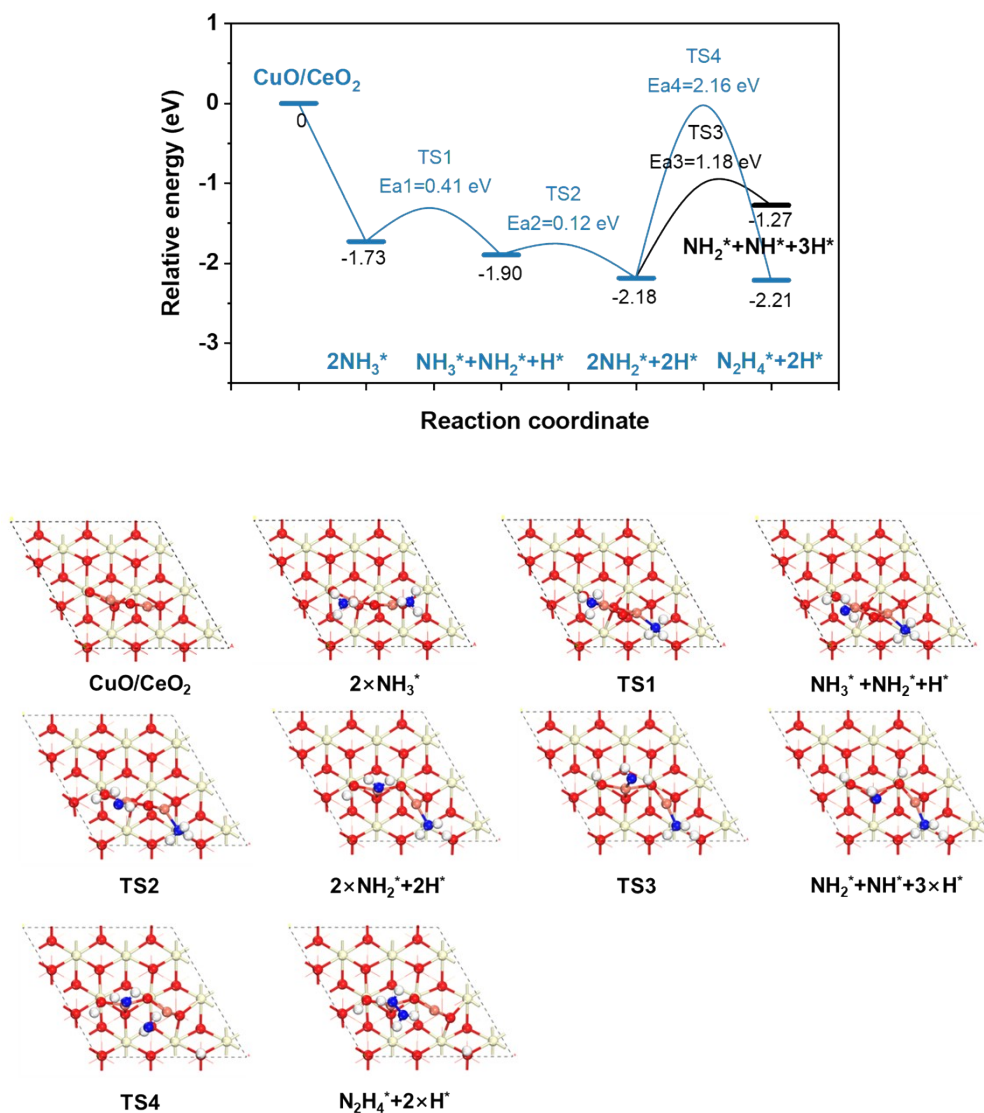 1
0
-1
-2
-3
Relative energy (eV)
CuO/CeO₂
0
-1.73
TS1
Ea1=0.41 eV
-1.90
TS2
Ea2=0.12 eV
-2.18
TS4
Ea4=2.16 eV
TS3
Ea3=1.18 eV
-1.27
NH₂*+NH*+3H*
-2.21
2NH₃* NH₃*+NH₂*+H* 2NH₂*+2H* N₂H₄*+2H*
Reaction coordinate
CuO/CeO₂ 2×NH₃* TS1 NH₃* +NH₂*+H*
TS2 2×NH₂*+2H* TS3 NH₂*+NH*+3×H*
TS4 N₂H₄*+2×H*